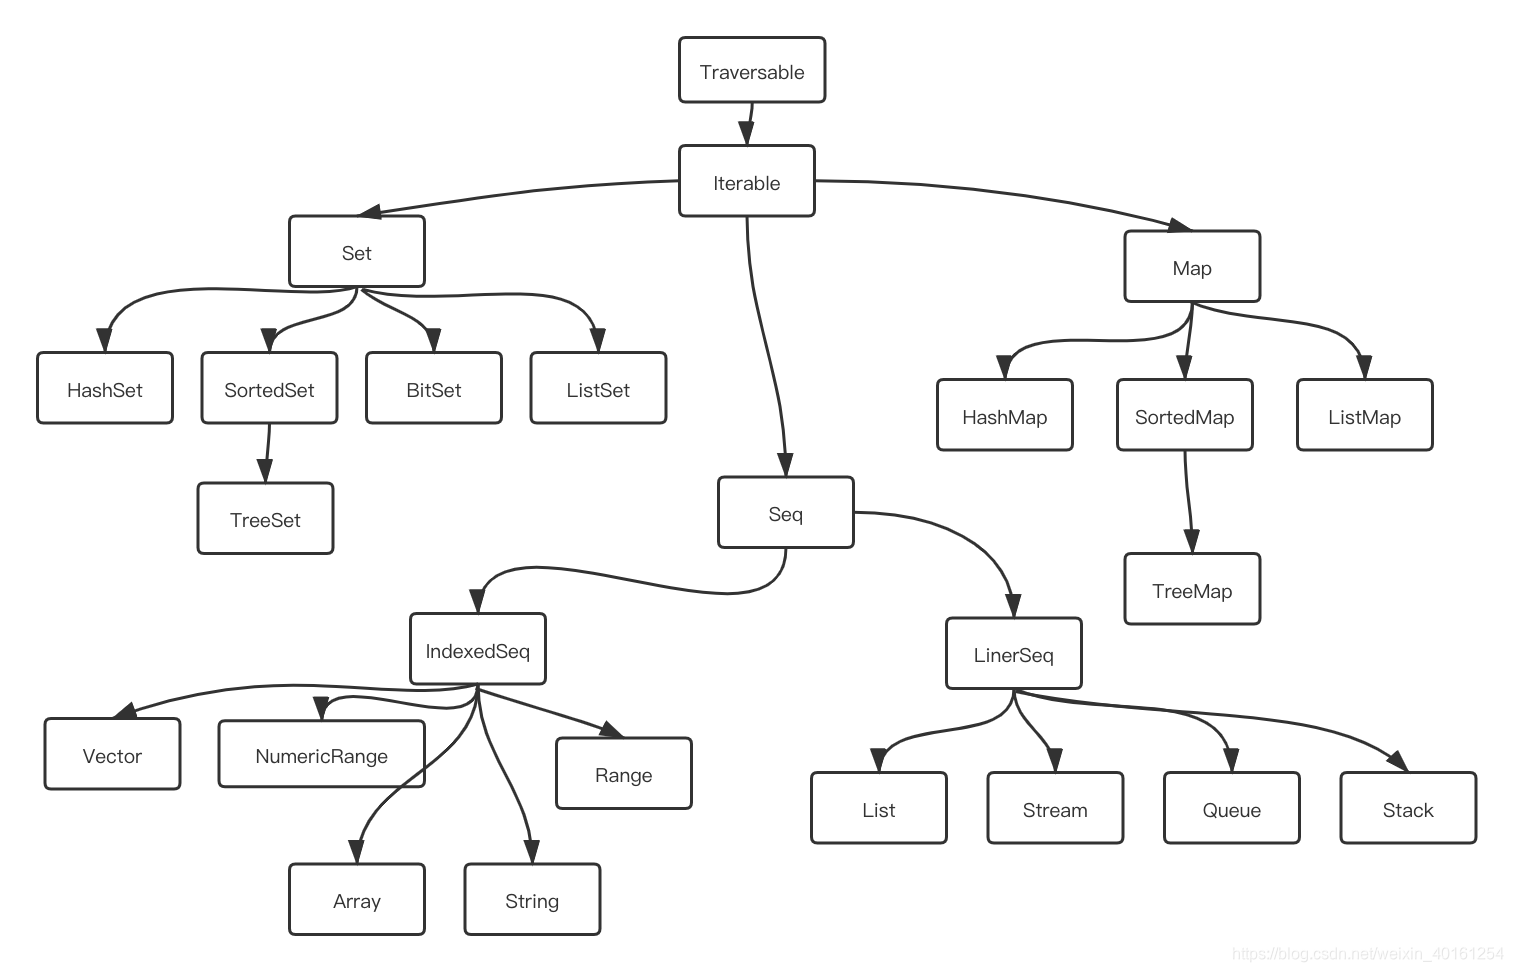 Traversable
Iterable
Set
Map
HashSet
SortedSet
BitSet
ListSet
HashMap
SortedMap
ListMap
TreeSet
Seq
TreeMap
IndexedSeq
LinerSeq
Vector
NumericRange
Range
List
Stream
Queue
Stack
Array
String
https://blog.csdn.net/weixin_40161254